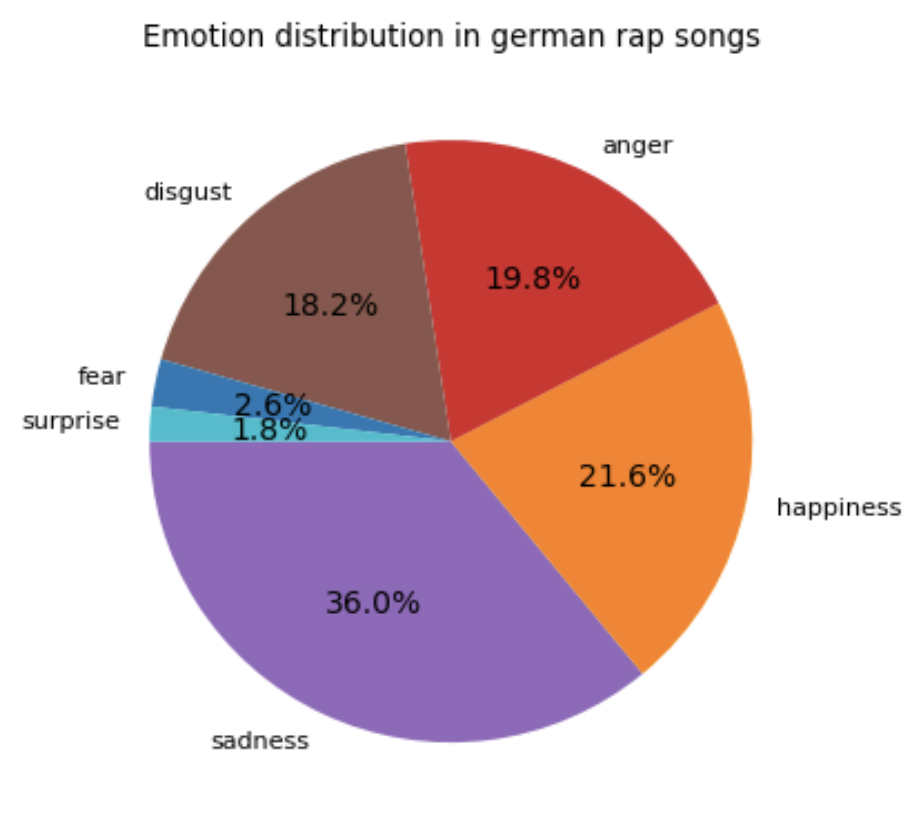 Emotion distribution in german rap songs
anger
disgust
19.8%
18.2%
fear
2.6%
surprise
1.8%
21.6%
happiness
36.0%
sadness